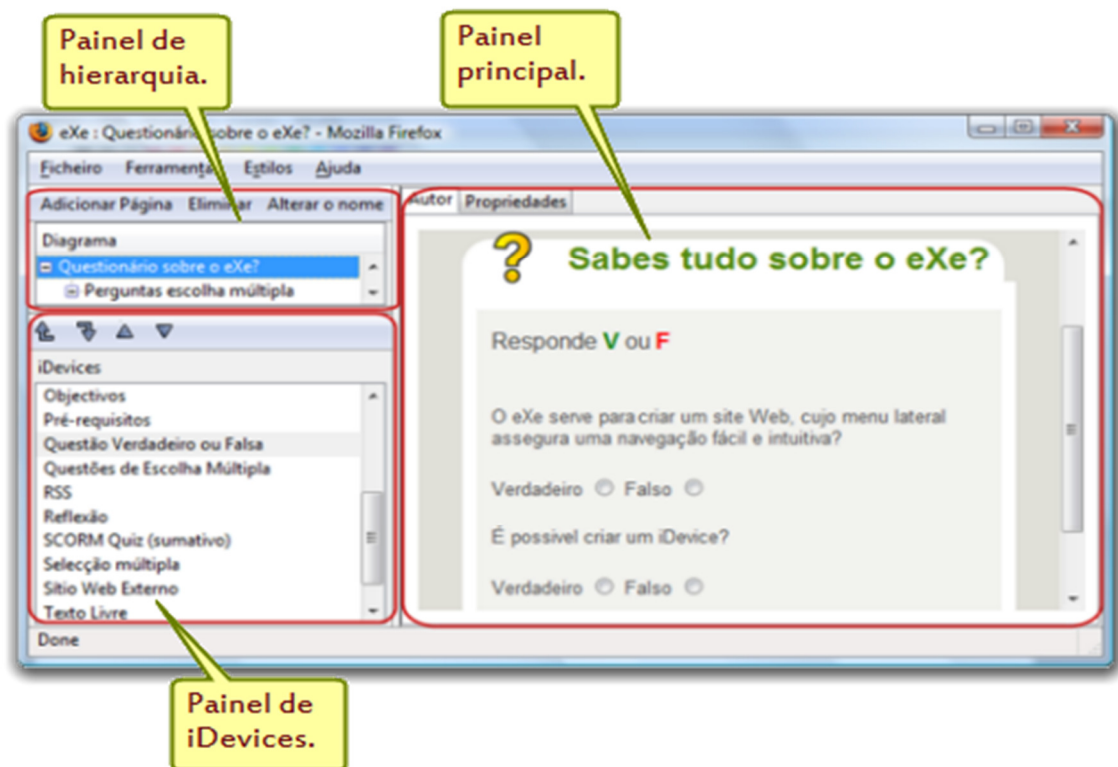 Painel de
hierarquia.
Painel
principal.
eXe : Questionário sobre o eXe? - Mozilla Firefox
Ficheiro Ferramentas Estilos Ajuda
Adicionar Página Eliminar Alterar o nome
Autor Propriedades
Diagrama
Questionário sobre o eXe?
Perguntas escolha múltipla
iDevices
Objectivos
Pré-requisitos
Questão Verdadeiro ou Falsa
Questões de Escolha Múltipla
RSS
Reflexão
SCORM Quiz (sumativo)
Selecção múltipla
Sítio Web Externo
Texto Livre
Done
? Sabes tudo sobre o eXe?
Responde V ou F
O eXe serve para criar um site Web, cujo menu lateral
assegura uma navegação fácil e intuitiva?
Verdadeiro Falso
É possivel criar um iDevice?
Verdadeiro Falso
Painel de
iDevices.